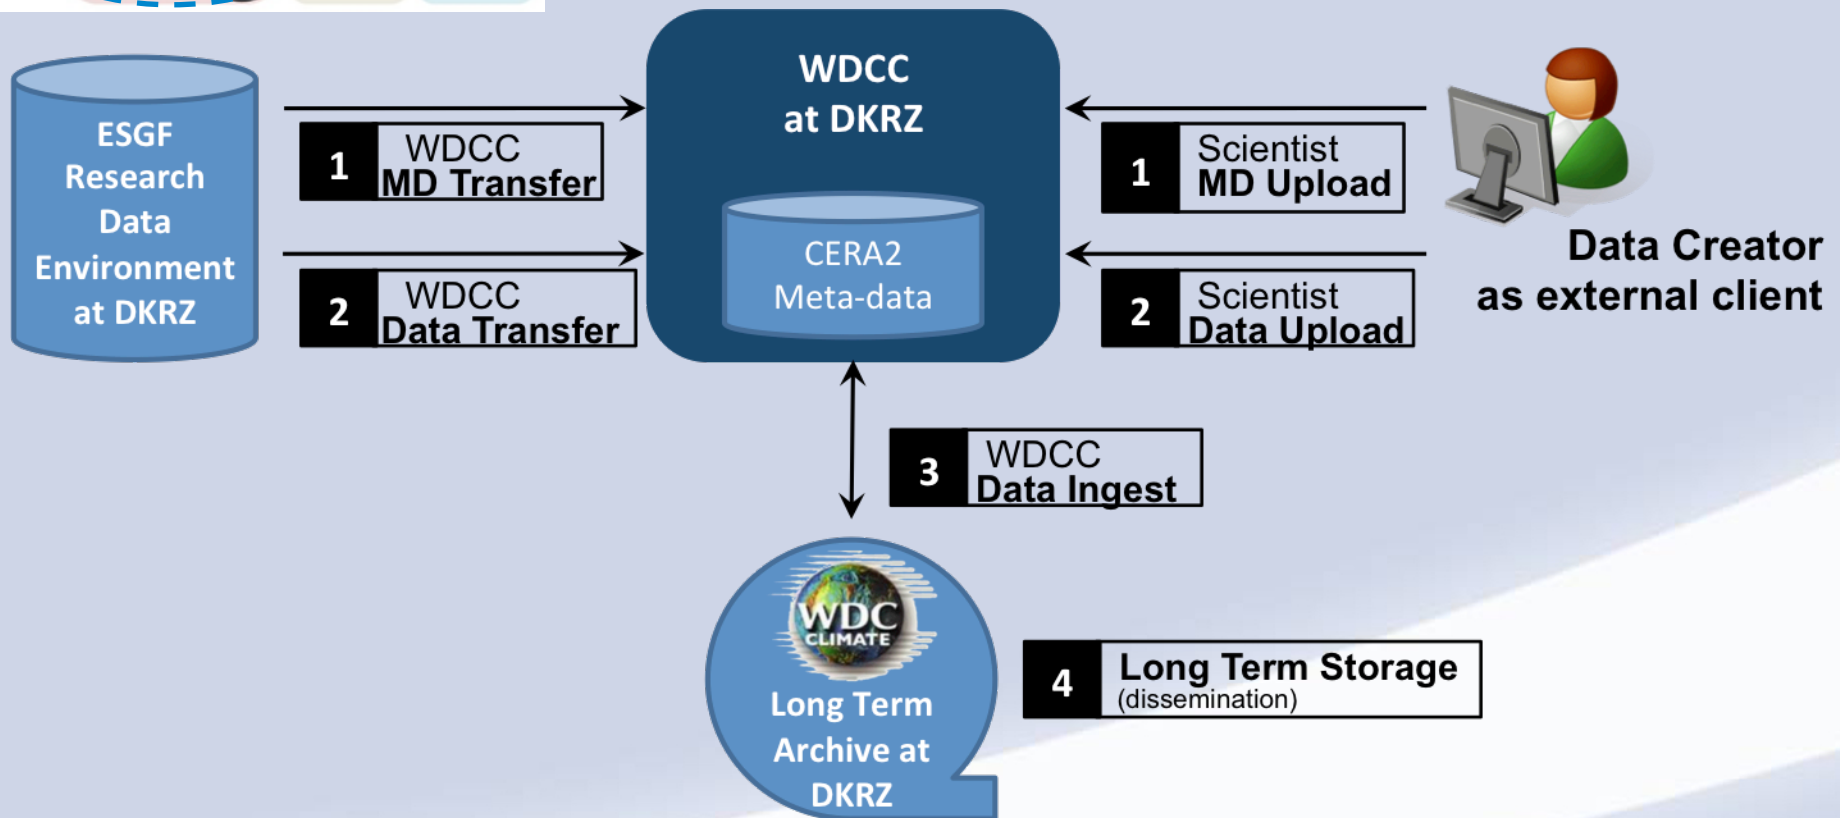 WDCC
at DKRZ
ESGF
Research
Data
Environment
at DKRZ
1 WDCC
MD Transfer
2 WDCC
Data Transfer
CERA2
Meta-data
1 Scientist
MD Upload
2 Scientist
Data Upload
Data Creator
as external client
3 WDCC
Data Ingest
WDC
CLIMATE
Long Term
Archive at
DKRZ
4 Long Term Storage
(dissemination)